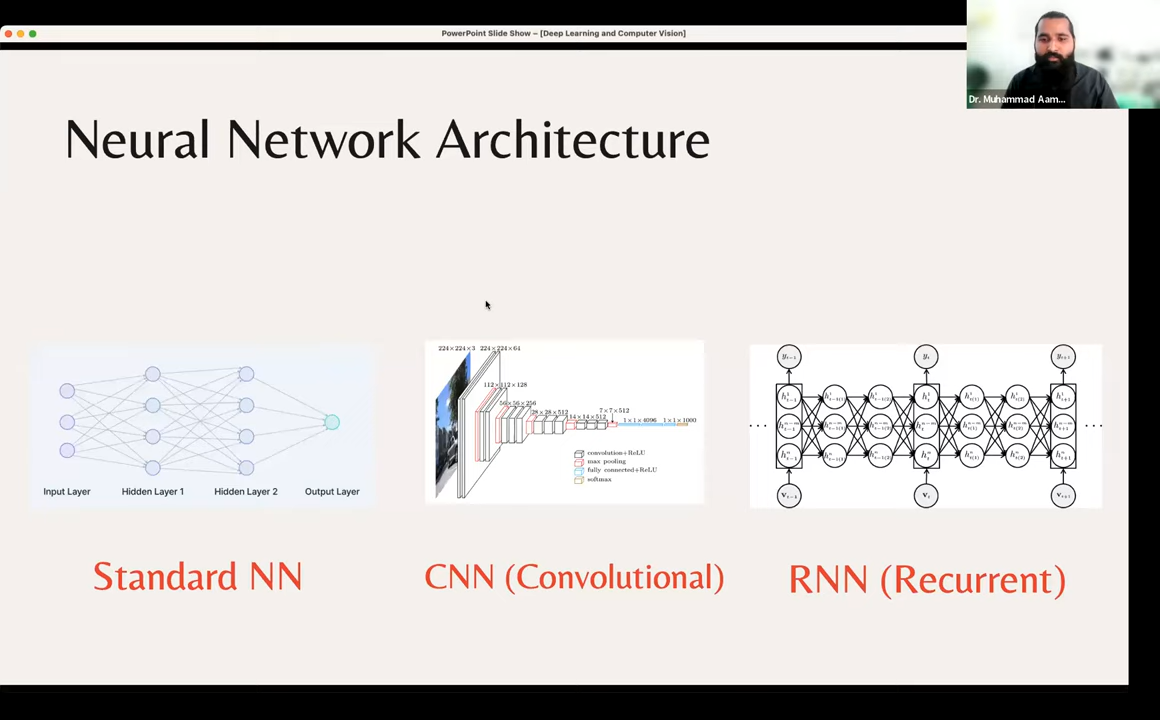 PowerPoint Slide Show – [Deep Learning and Computer Vision]
Dr. Muhammad Aam...
Neural Network Architecture
Input Layer
Hidden Layer 1
Hidden Layer 2
Output Layer
Standard NN
224×224×3 224×224×64
112×112×128
56×56×256
28×28×512
14×14×512
7×7×512
1×1×4096 1×1×1000
convolution+ReLU
max pooling
fully connected+ReLU
softmax
CNN (Convolutional)
RNN (Recurrent)